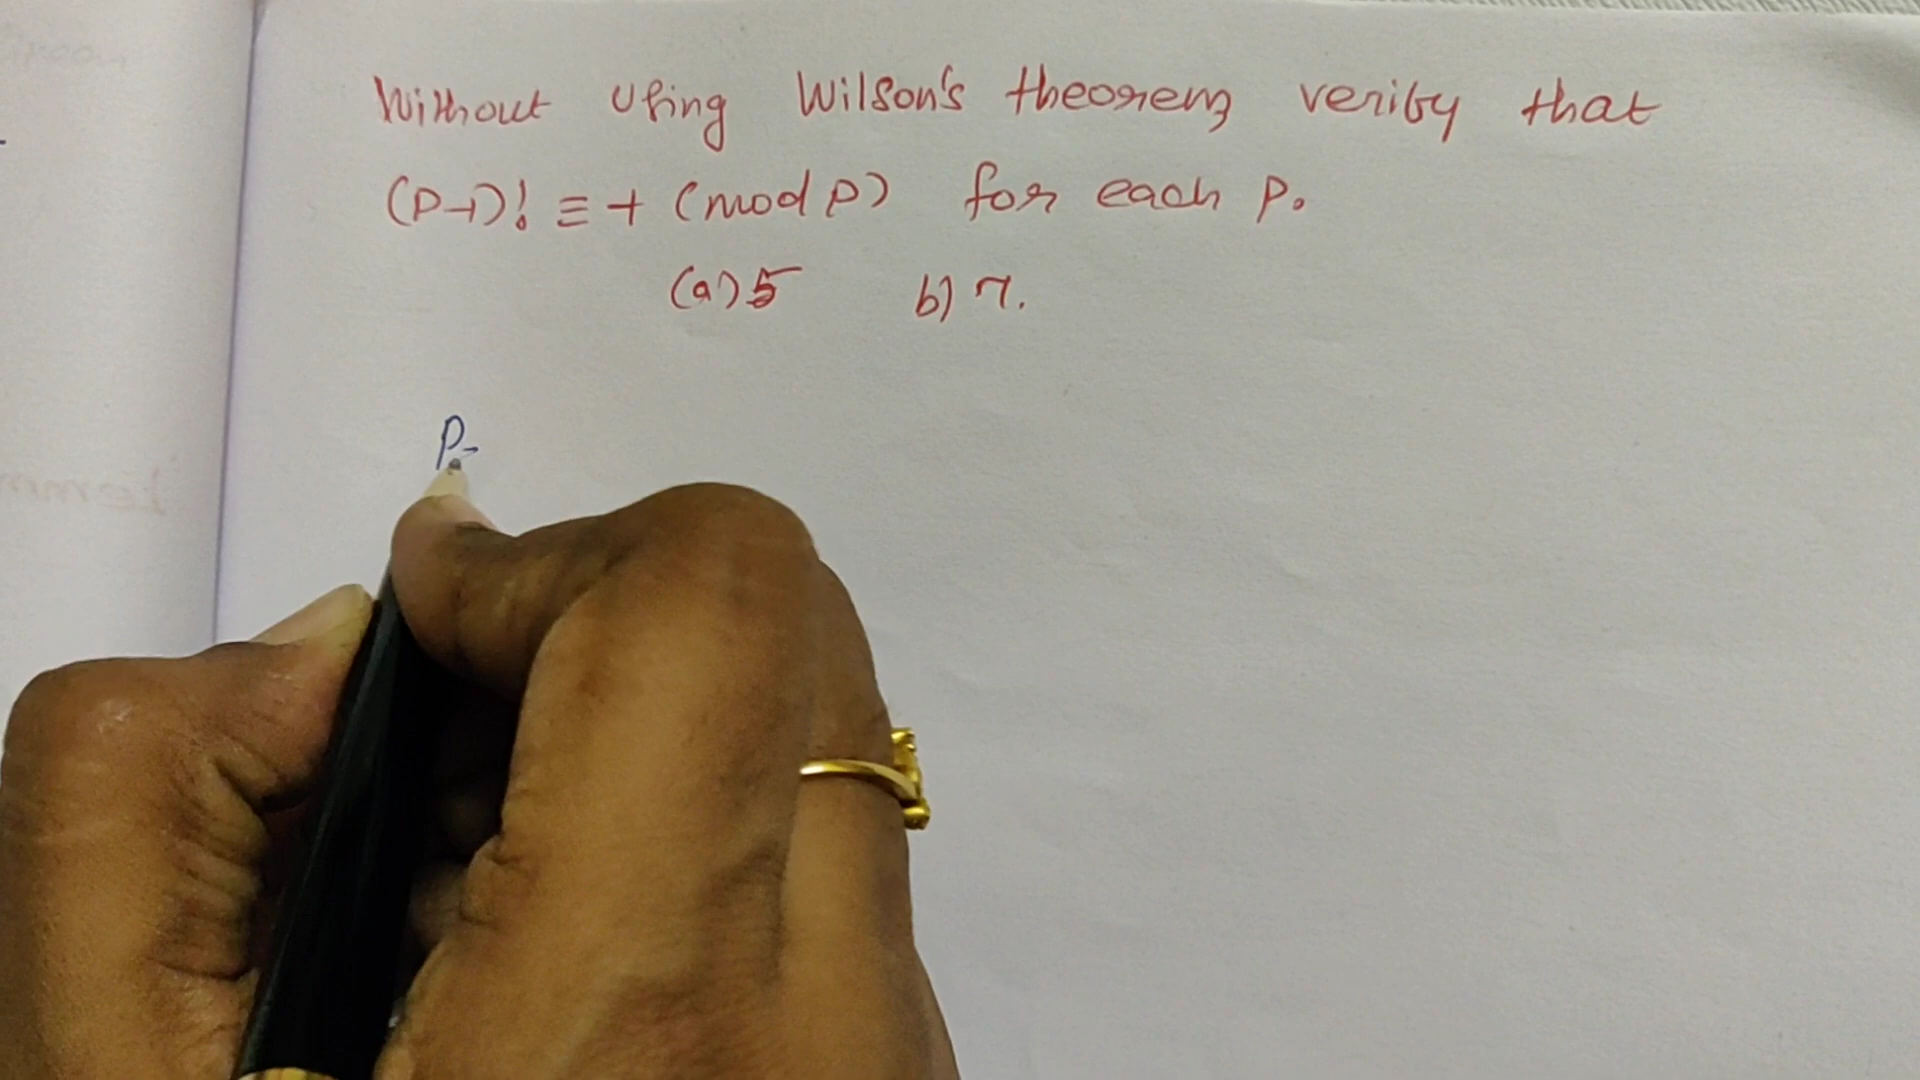 Without Using Wilson's theorem verify that
(P-1)! ≡ -1 (mod P) for each P.
(a) 5 b) 7.
P-